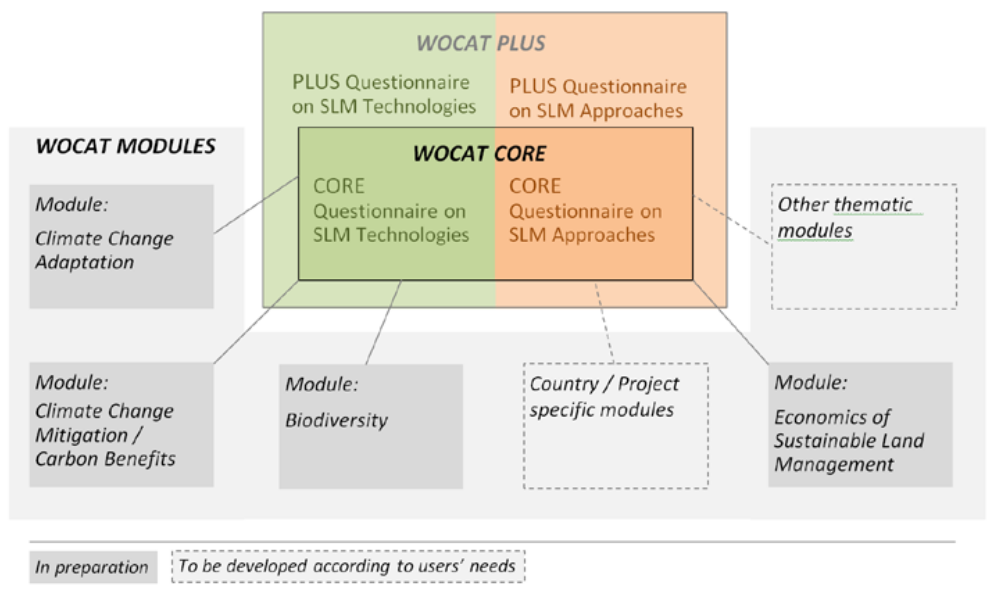 WOCAT PLUS
PLUS Questionnaire
on SLM Technologies
PLUS Questionnaire
on SLM Approaches
WOCAT MODULES
WOCAT CORE
CORE
Questionnaire on
SLM Technologies
CORE
Questionnaire on
SLM Approaches
Module:
Climate Change
Adaptation
Other thematic
modules
Module:
Climate Change
Mitigation /
Carbon Benefits
Module:
Biodiversity
Country / Project
specific modules
Module:
Economics of
Sustainable Land
Management
In preparation
To be developed according to users' needs